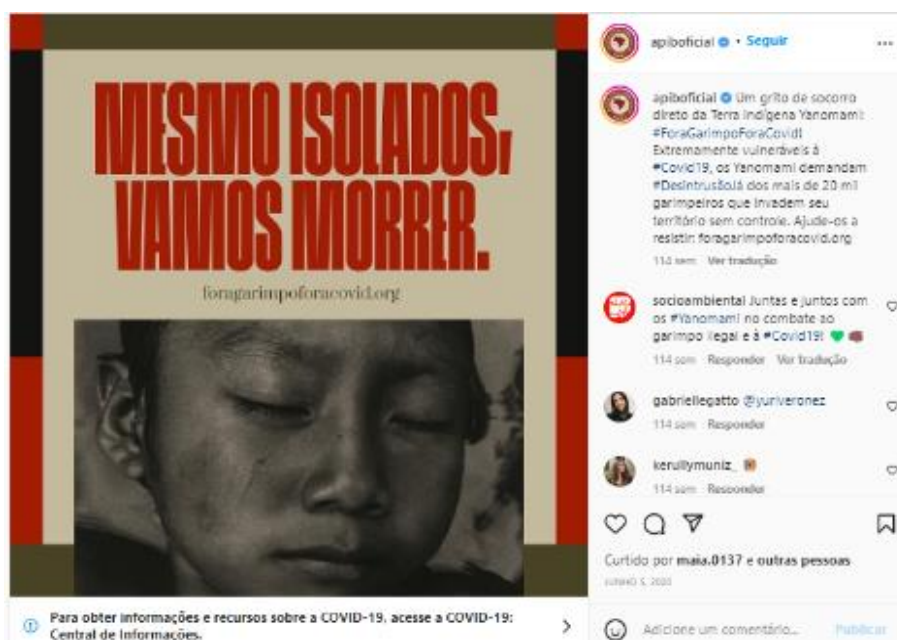 MESMO ISOLADOS,
VAMOS MORRER.
foragarimpoforacovid.org
Para obter informações e recursos sobre a COVID-19, acesse a COVID-19:
Central de Informações.
apiboficial • Seguir
apiboficial Um grito de socorro
direto da Terra Indígena Yanomami:
#ForaGarimpoForaCovid!
Extremamente vulneráveis à
#Covid19, os Yanomami demandam
#DesintrusãoJá dos mais de 20 mil
garimpeiros que invadem seu
território sem controle. Ajude-os a
resistir: foragarimpoforacovid.org
114 sem Ver tradução
socioambiental Juntas e juntos com
os #Yanomami no combate ao
garimpo ilegal e à #Covid19! 💚 ✊🏾
114 sem Responder Ver tradução
gabriellegatto @yuriveronez
114 sem Responder
kerullymuniz_
114 sem Responder
Curtido por maia.0137 e outras pessoas
JUNHO 5, 2020
Adicione um comentário... Publicar